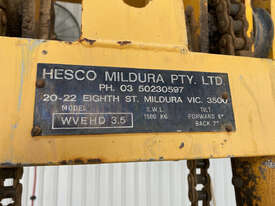 HESCO MILDURA PTY. LTD
PH. 03 50230597
20-22 EIGHTH ST. MILDURA VIC. 3500
MODEL S.W.L. TILT
WVEHD 3.5 1500 KG FORWARD 6°
BACK 7°